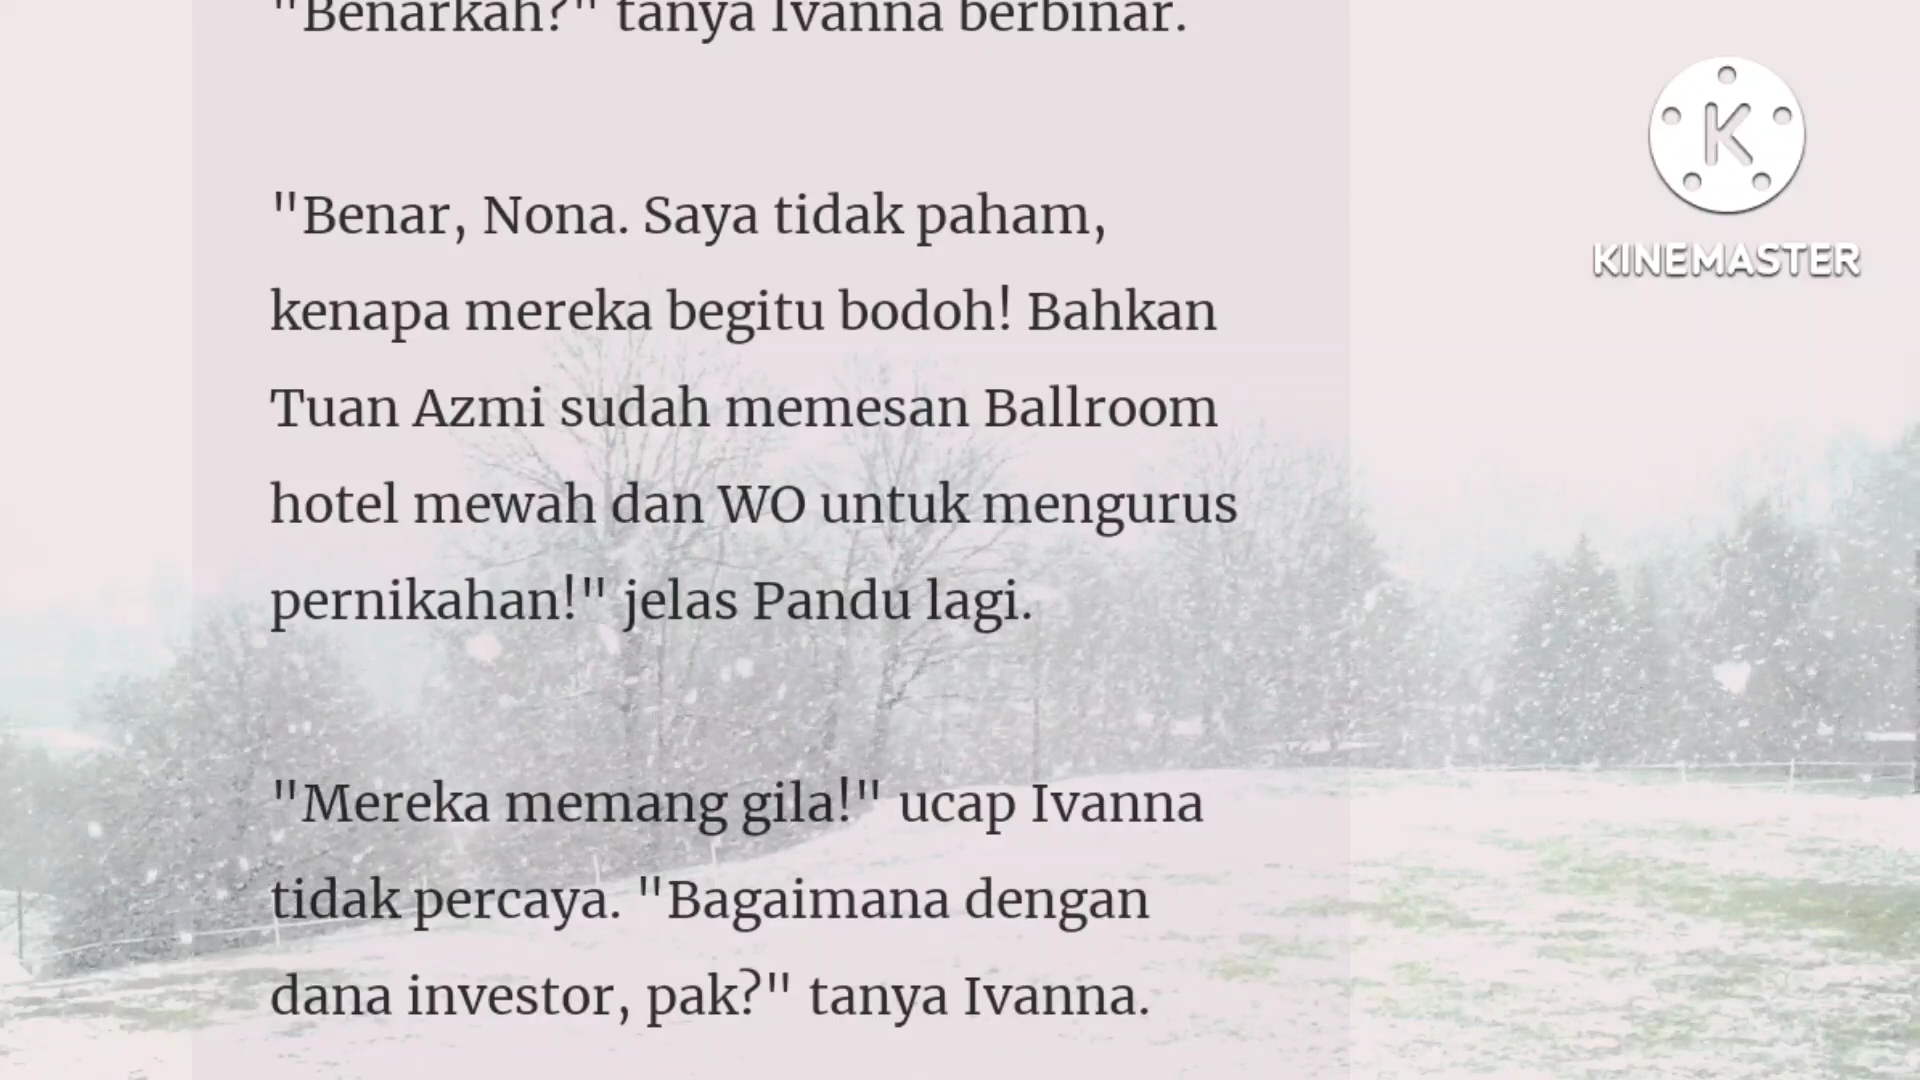 "Benarkah?" tanya Ivanna berbinar.
"Benar, Nona. Saya tidak paham,
kenapa mereka begitu bodoh! Bahkan
Tuan Azmi sudah memesan Ballroom
hotel mewah dan WO untuk mengurus
pernikahan!" jelas Pandu lagi.
"Mereka memang gila!" ucap Ivanna
tidak percaya. "Bagaimana dengan
dana investor, pak?" tanya Ivanna.
K
KINEMASTER